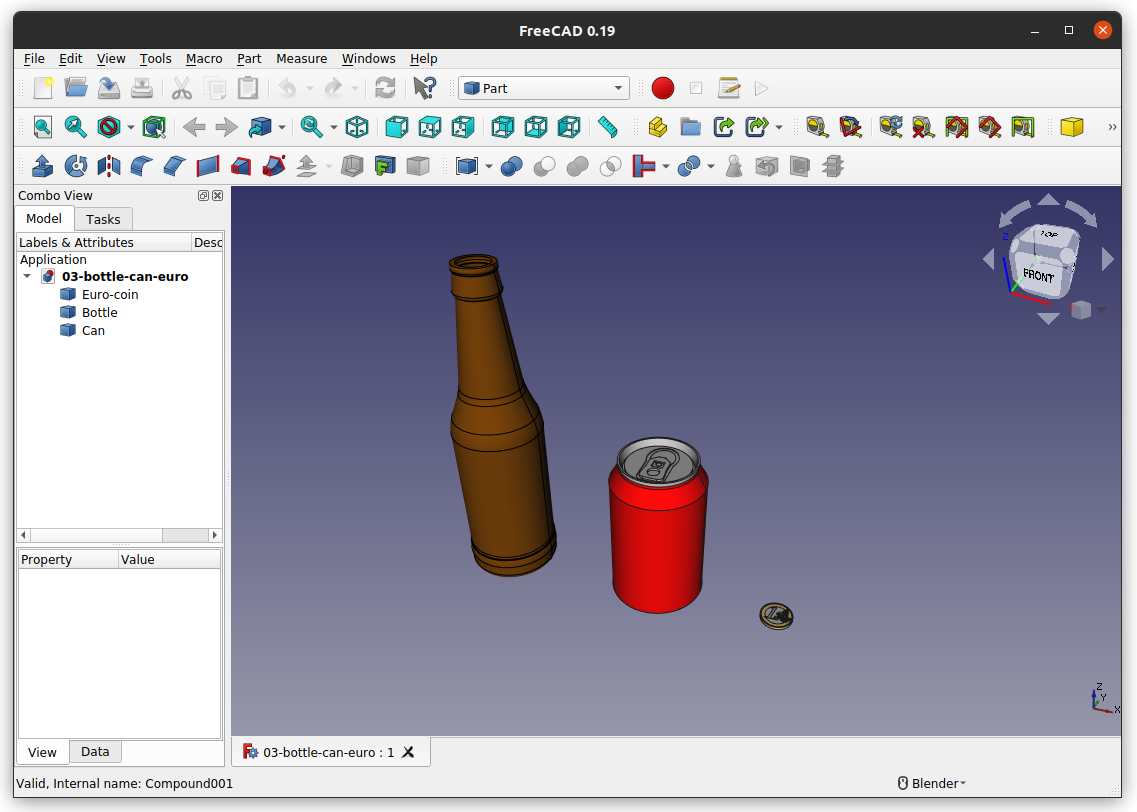 FreeCAD 0.19
File Edit View Tools Macro Part Measure Windows Help
Part
Combo View
Model Tasks
Labels & Attributes Desc
Application
03-bottle-can-euro
Euro-coin
Bottle
Can
TOP
FRONT
Z
Property Value
Z
Y
X
View Data
03-bottle-can-euro : 1
Valid, Internal name: Compound001
Blender